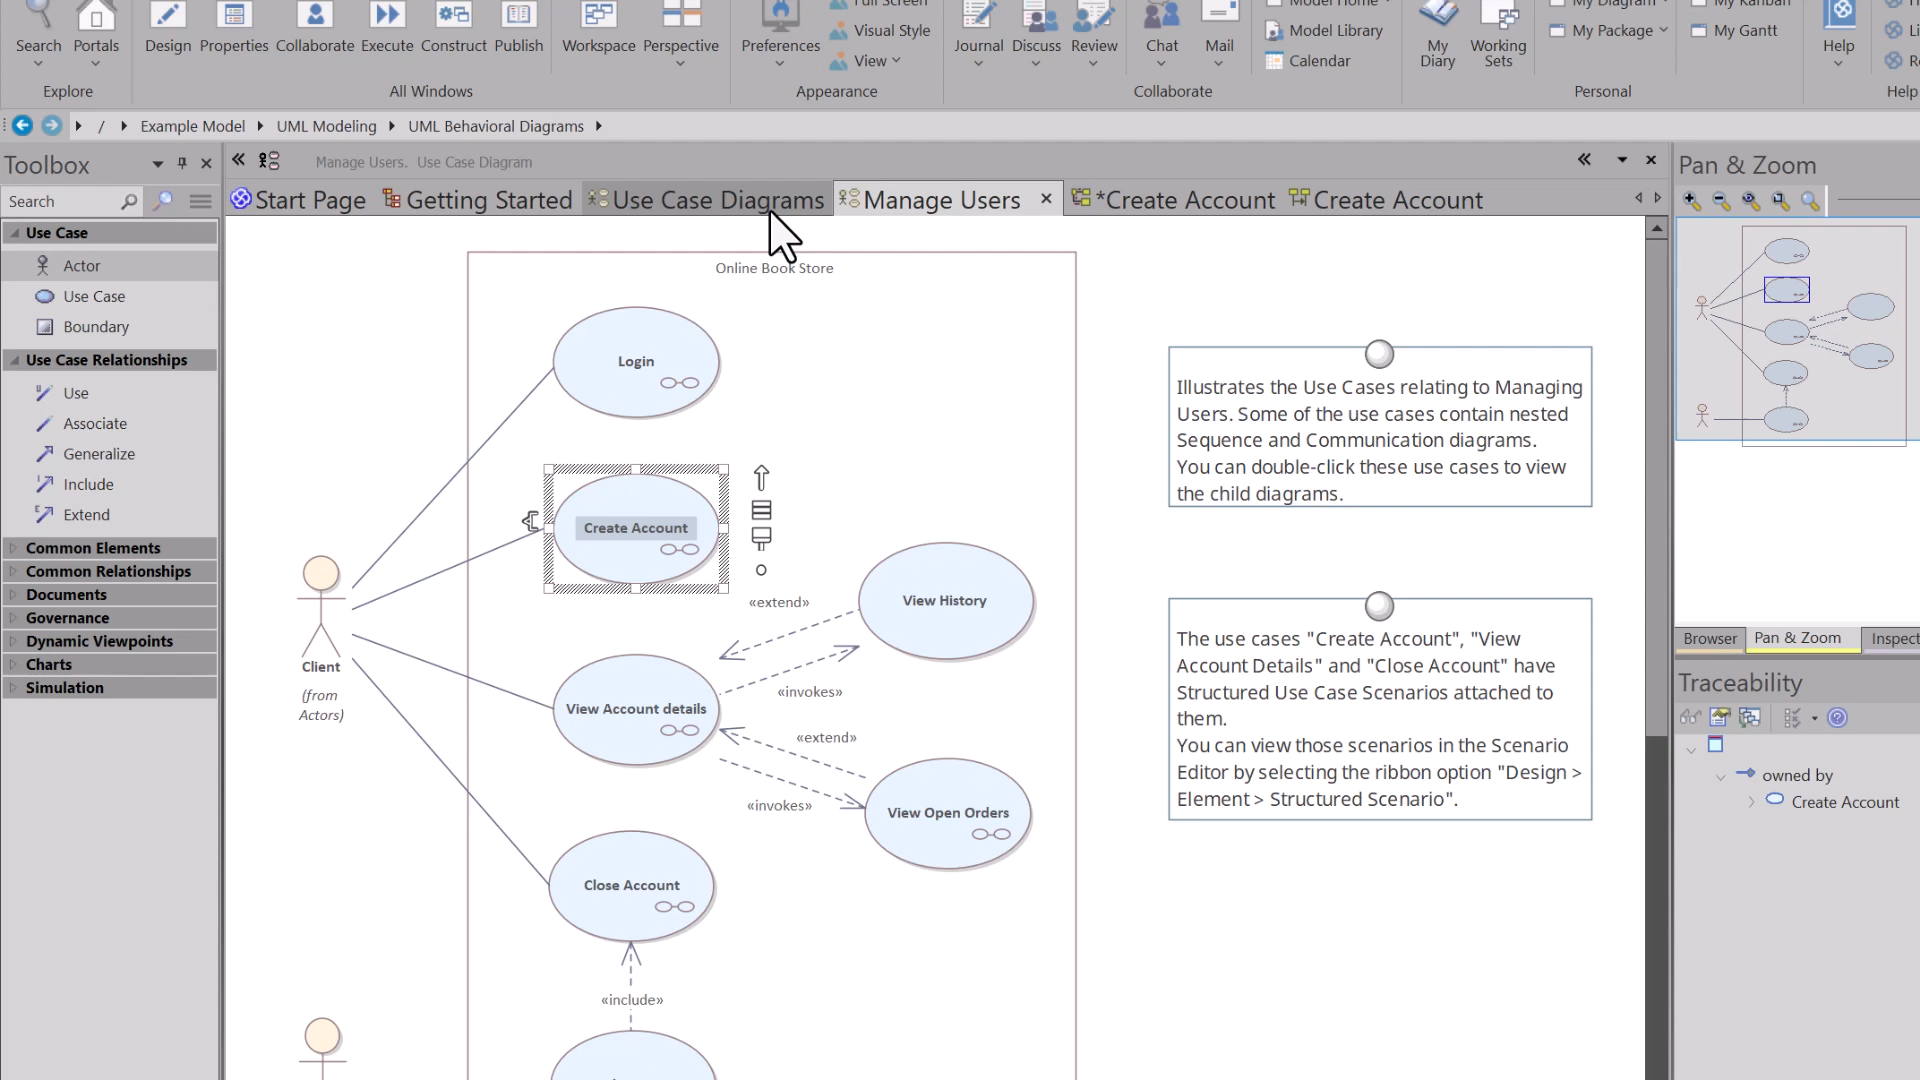 Full Screen
Model Home
My Diagram
My Kanban
Visual Style
Model Library
My Package
My Gantt
Search
Portals
Design
Properties
Collaborate
Execute
Construct
Publish
Workspace
Perspective
Preferences
View
Journal
Discuss
Review
Chat
Mail
Calendar
My
Diary
Working
Sets
Help
Explore
All Windows
Appearance
Collaborate
Personal
Help
/
Example Model
UML Modeling
UML Behavioral Diagrams
Toolbox
Manage Users. Use Case Diagram
Pan & Zoom
Search
Start Page
Getting Started
Use Case Diagrams
Manage Users
*Create Account
Create Account
Use Case
Actor
Use Case
Boundary
Use Case Relationships
Use
Associate
Generalize
Include
Extend
Common Elements
Common Relationships
Documents
Governance
Dynamic Viewpoints
Charts
Simulation
Online Book Store
Login
Create Account
Client
(from
Actors)
«extend»
View History
«invokes»
View Account details
«extend»
«invokes»
View Open Orders
Close Account
«include»
Illustrates the Use Cases relating to Managing
Users. Some of the use cases contain nested
Sequence and Communication diagrams.
You can double-click these use cases to view
the child diagrams.
The use cases "Create Account", "View
Account Details" and "Close Account" have
Structured Use Case Scenarios attached to
them.
You can view those scenarios in the Scenario
Editor by selecting the ribbon option "Design >
Element > Structured Scenario".
Browser
Pan & Zoom
Inspect
Traceability
owned by
Create Account